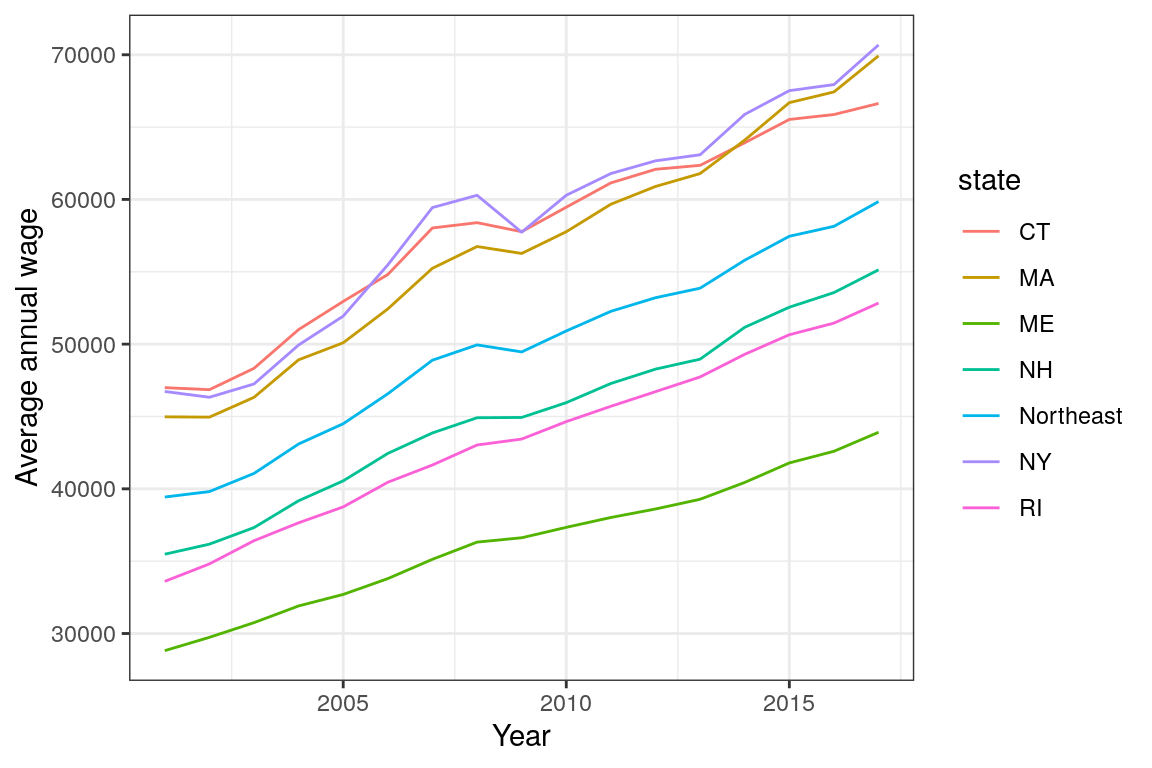 Average annual wage
70000
60000
50000
40000
30000
2005 2010 2015
Year
state
CT
MA
ME
NH
Northeast
NY
RI